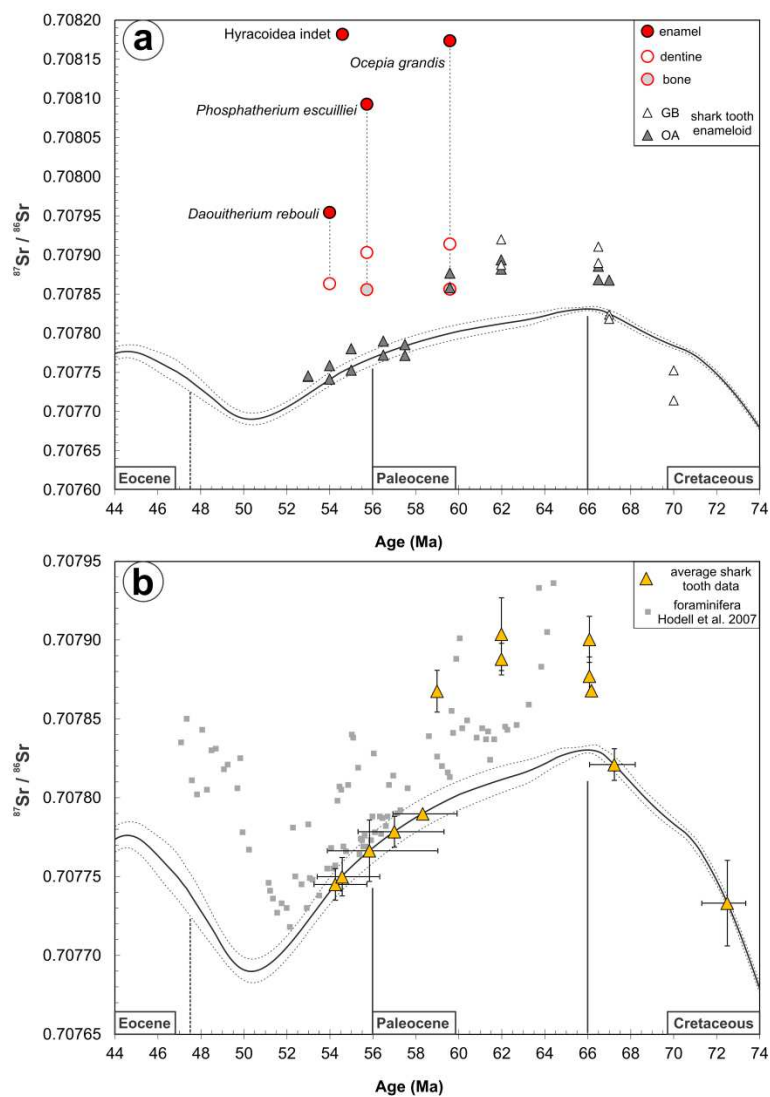 a
0.70820
0.70815
0.70810
0.70805
0.70800
0.70795
0.70790
0.70785
0.70780
0.70775
0.70770
0.70765
0.70760
87Sr / 86Sr
Hyracoidea indet
Ocepia grandis
Phosphatherium escuilliei
Daouitherium rebouli
enamel
dentine
bone
GB
OA
shark tooth
enameloid
Eocene
Paleocene
Cretaceous
44 46 48 50 52 54 56 58 60 62 64 66 68 70 72 74
Age (Ma)
b
0.70795
0.70790
0.70785
0.70780
0.70775
0.70770
0.70765
87Sr / 86Sr
average shark
tooth data
foraminifera
Hodell et al. 2007
Eocene
Paleocene
Cretaceous
44 46 48 50 52 54 56 58 60 62 64 66 68 70 72 74
Age (Ma)